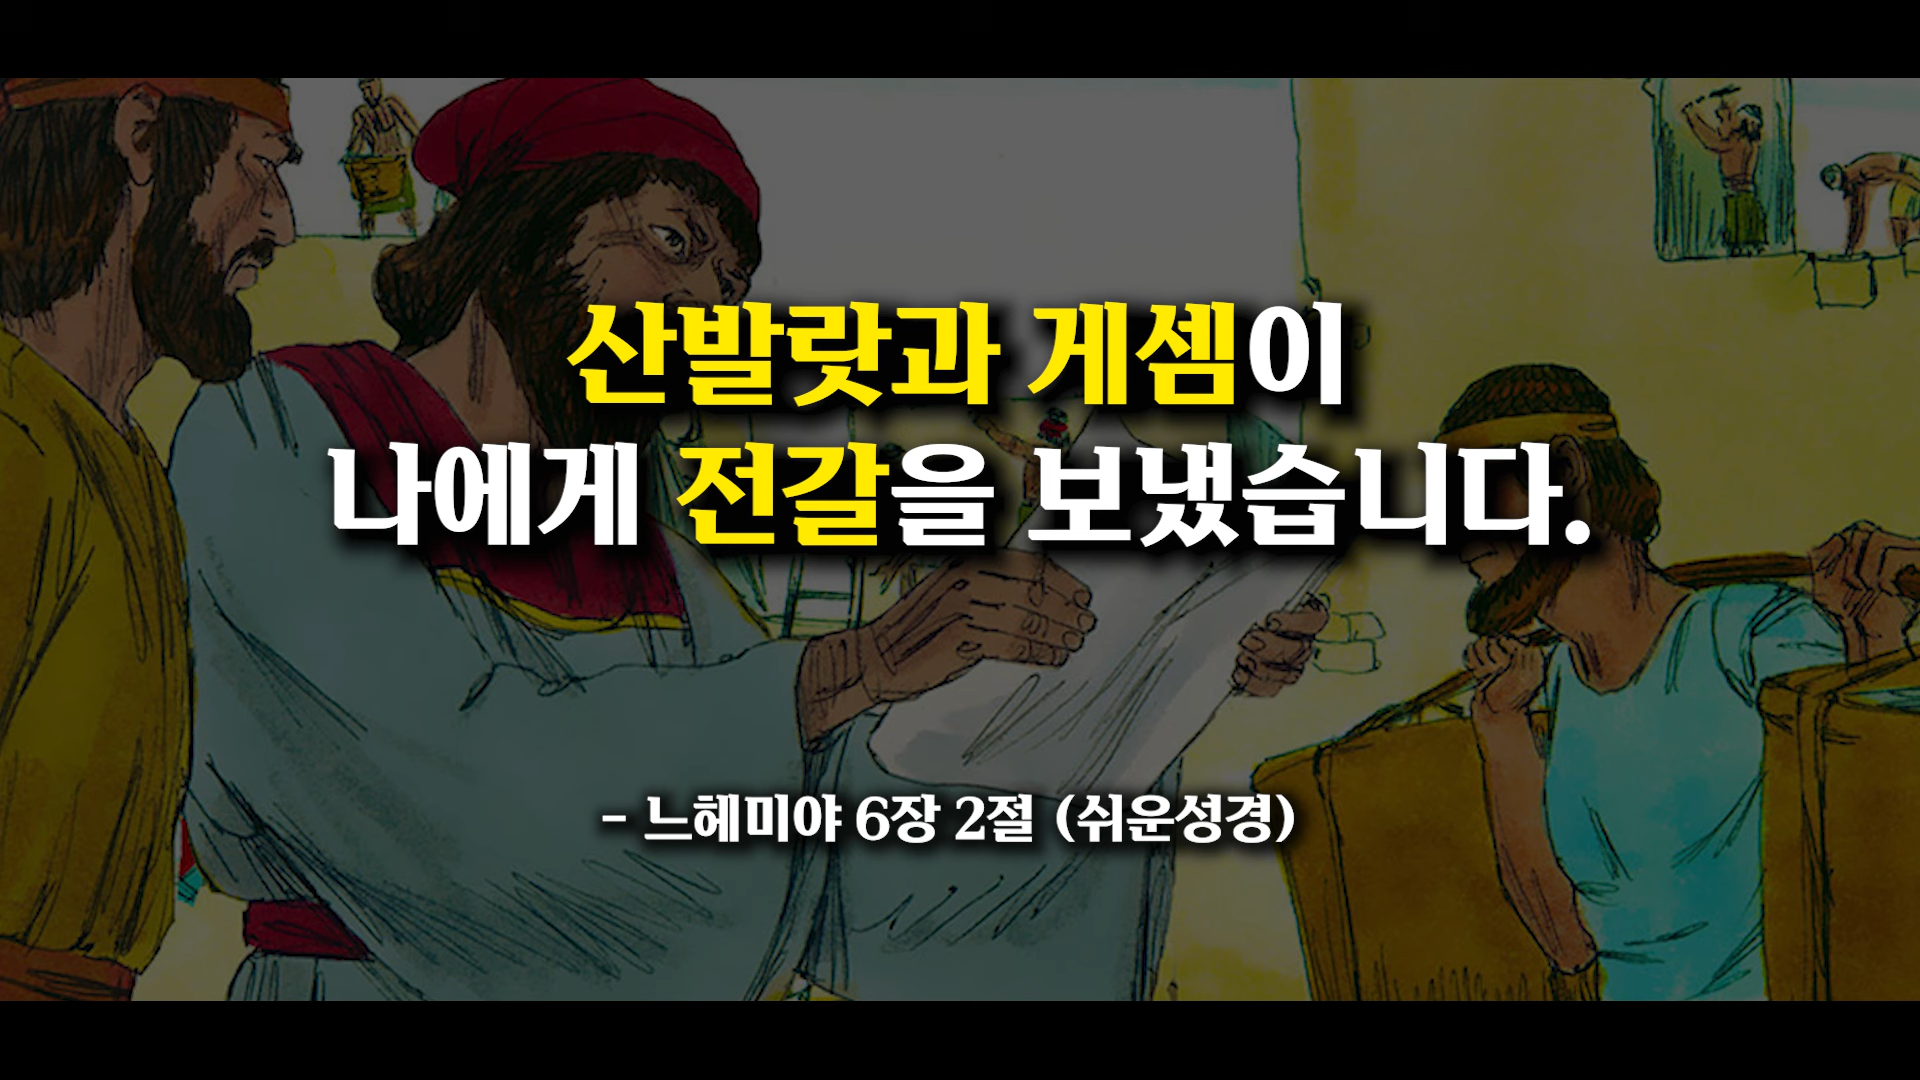 산발랏과 게셈이
나에게 전갈을 보냈습니다.
- 느헤미야 6장 2절 (쉬운성경)